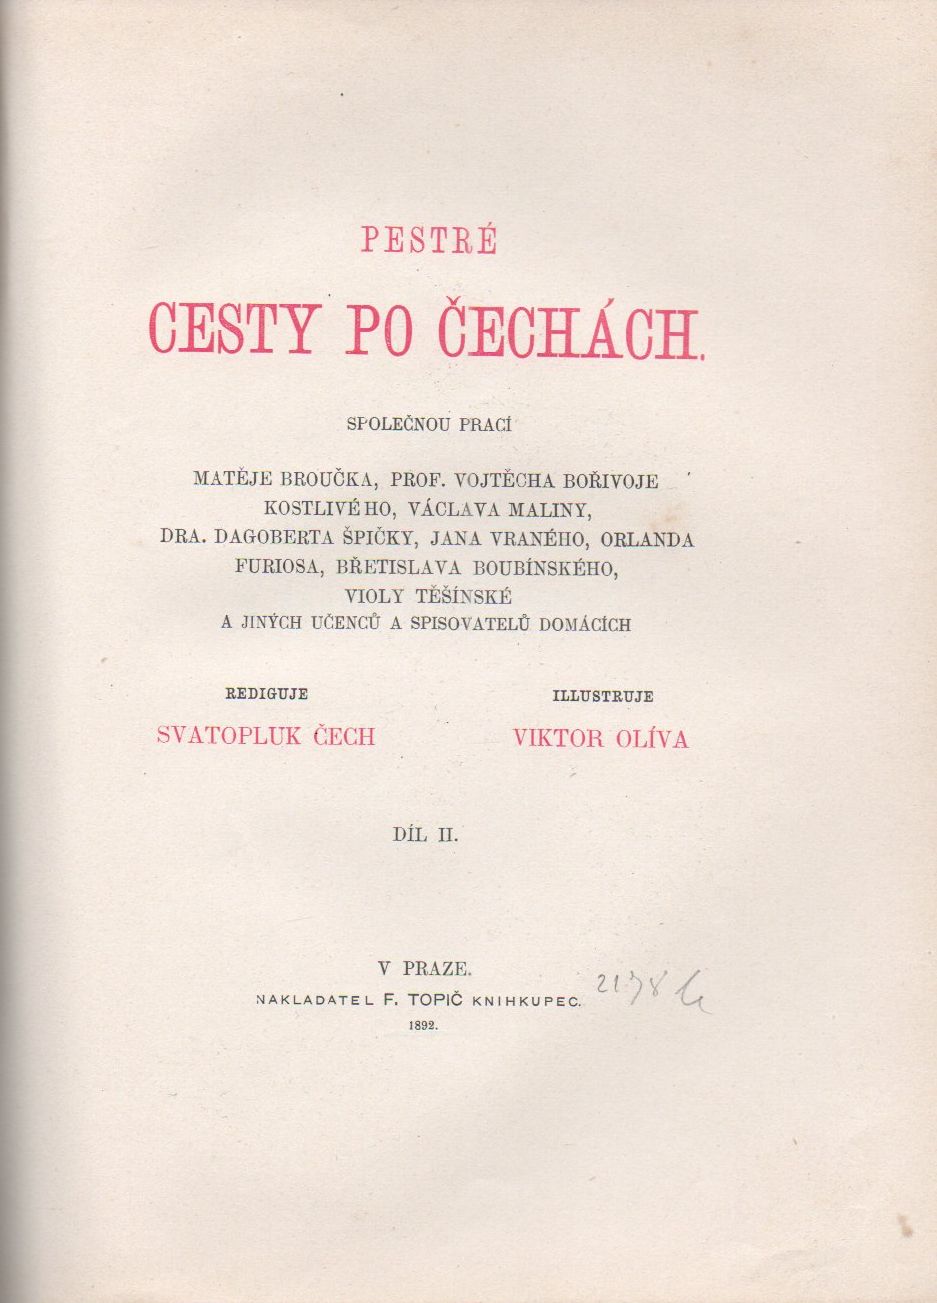 PESTRÉ
CESTY PO ČECHÁCH.
SPOLEČNOU PRACÍ
MATĚJE BROUČKA, PROF. VOJTĚCHA BOŘIVOJE
KOSTLIVÉHO, VÁCLAVA MALINY,
DRA. DAGOBERTA ŠPIČKY, JANA VRANÉHO, ORLANDA
FURIOSA, BŘETISLAVA BOUBÍNSKÉHO,
VIOLY TĚŠÍNSKÉ
A JINÝCH UČENCŮ A SPISOVATELŮ DOMÁCÍCH
REDIGUJE
SVATOPLUK ČECH
ILLUSTRUJE
VIKTOR OLÍVA
DÍL II.
V PRAZE.
NAKLADATEL F. TOPIČ KNIHKUPEC.
1892.